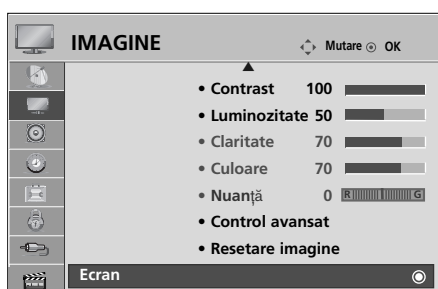 IMAGINE Mutare OK
• Contrast 100
• Luminozitate 50
• Claritate 70
• Culoare 70
• Nuanță 0 R G
• Control avansat
• Resetare imagine
Ecran